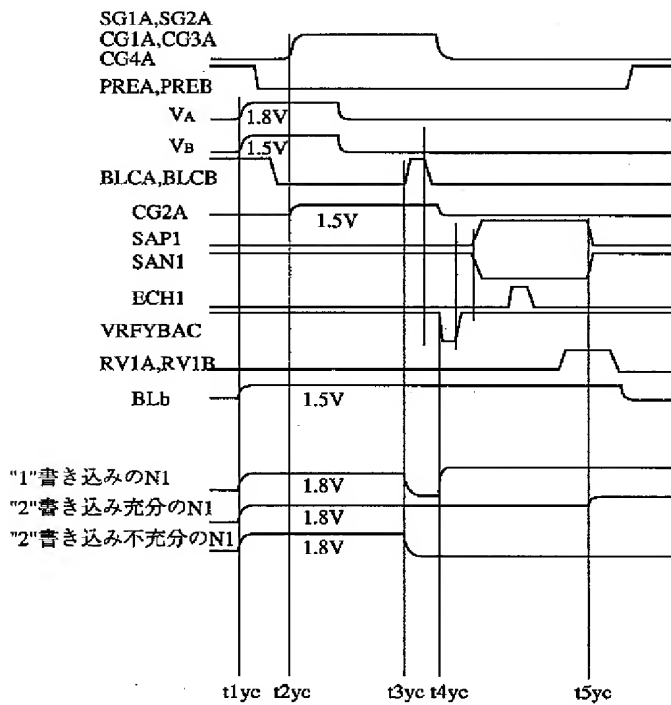 SG1A,SG2A
CG1A,CG3A
CG4A
PREA,PREB
VA
1.8V
VB
1.5V
BLCA,BLCB
CG2A
1.5V
SAP1
SAN1
ECH1
VRFYBAC
RV1A,RV1B
BLb
1.5V
"1"書き込みのN1
1.8V
"2"書き込み充分のN1
1.8V
"2"書き込み不充分のN1
1.8V
t1yc t2yc t3yc t4yc t5yc